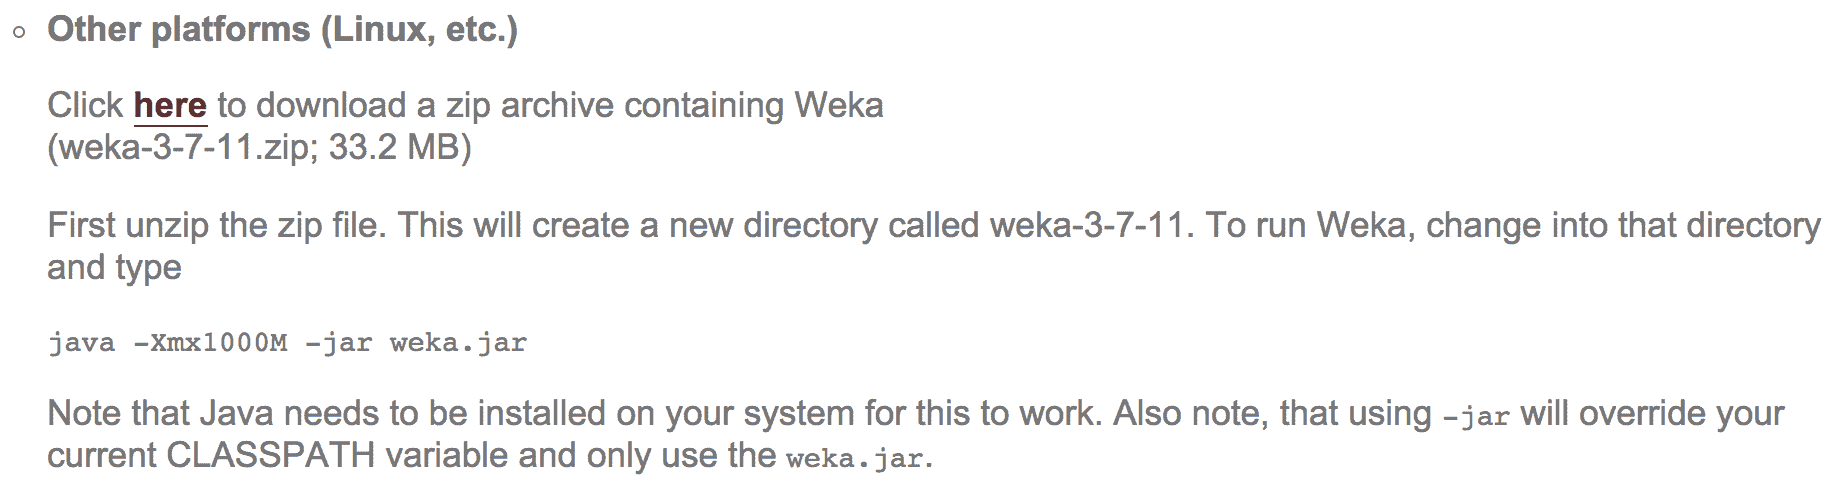 Other platforms (Linux, etc.)
Click here to download a zip archive containing Weka
(weka-3-7-11.zip; 33.2 MB)
First unzip the zip file. This will create a new directory called weka-3-7-11. To run Weka, change into that directory
and type
java -Xmx1000M -jar weka.jar
Note that Java needs to be installed on your system for this to work. Also note, that using -jar will override your
current CLASSPATH variable and only use the weka.jar.